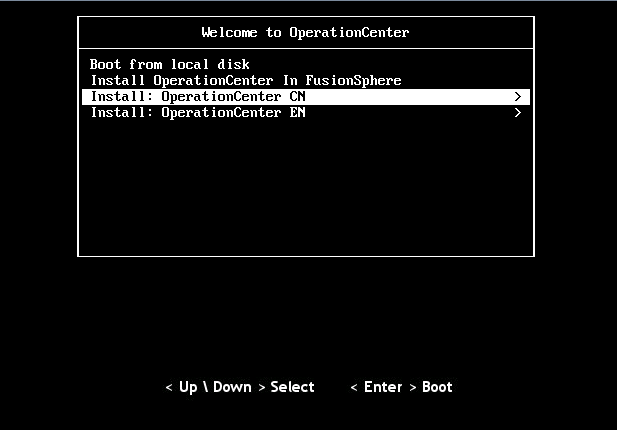 Welcome to OperationCenter
Boot from local disk
Install OperationCenter In FusionSphere
Install: OperationCenter CN >
Install: OperationCenter EN >
< Up \ Down > Select < Enter > Boot